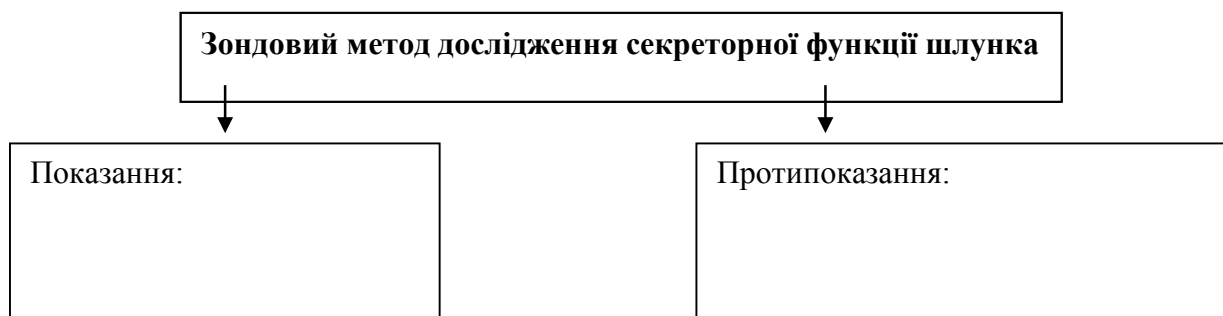 Зондовий метод дослідження секреторної функції шлунка
Показання:
Протипоказання: